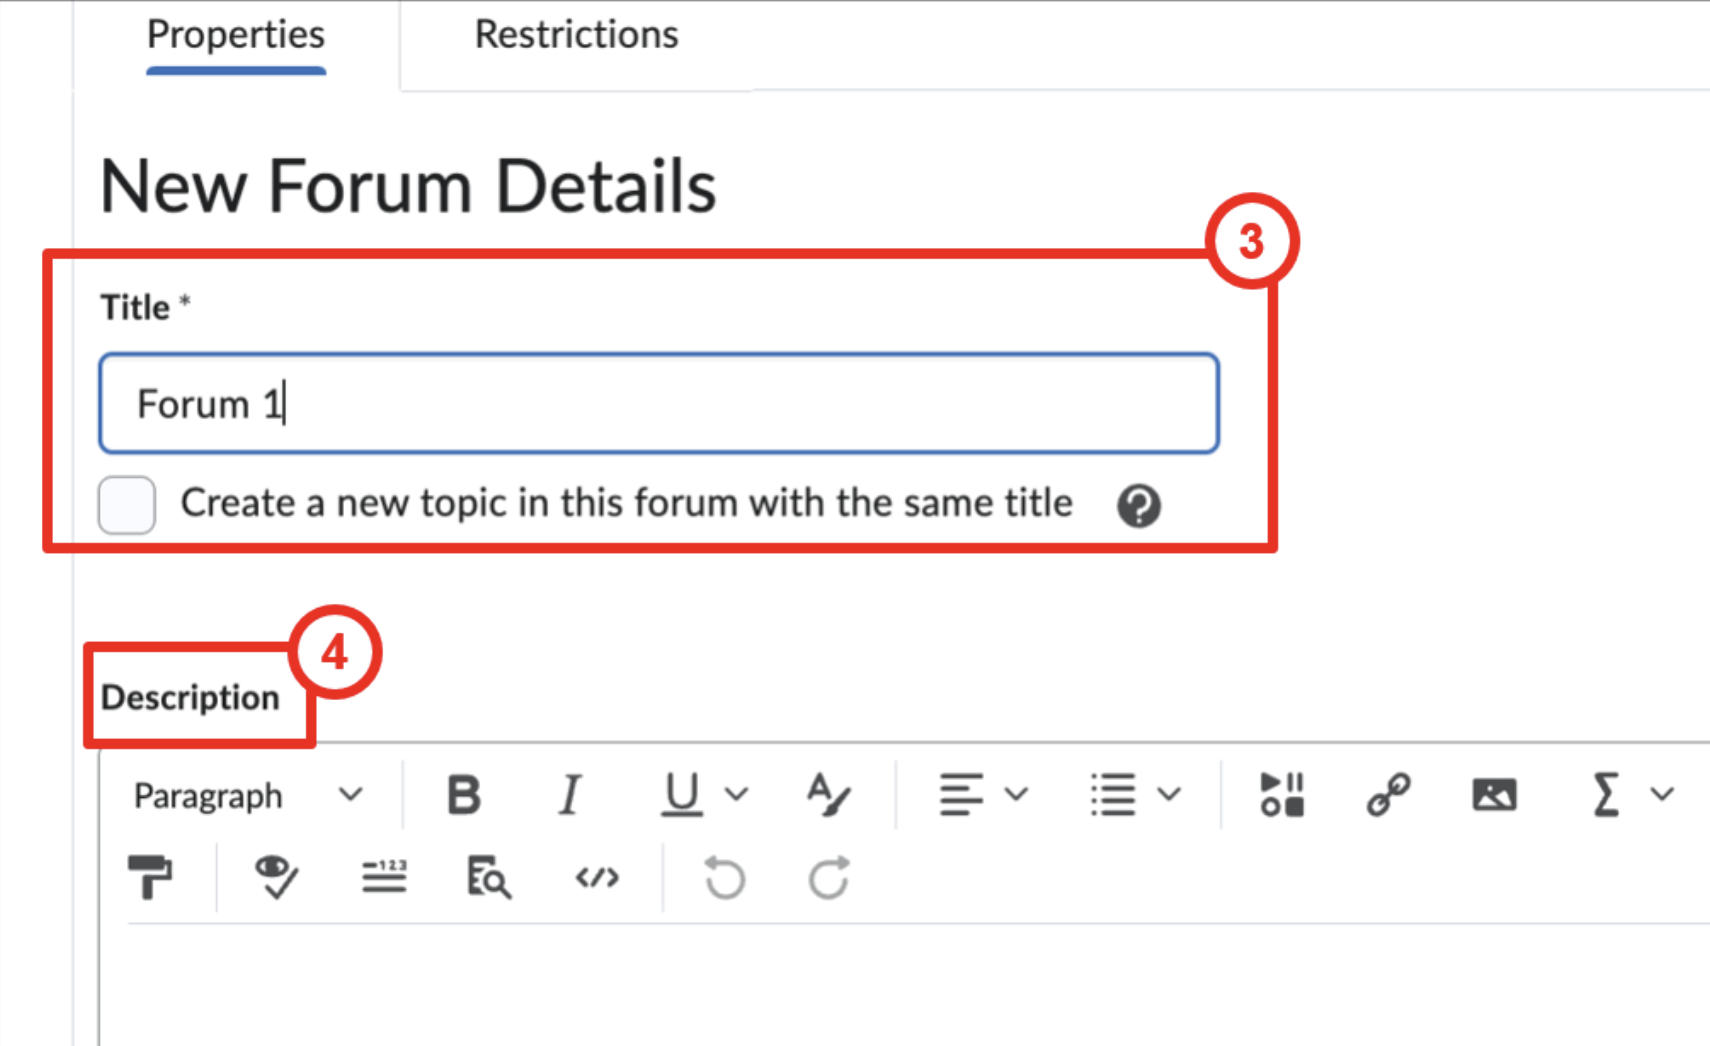 Properties Restrictions
New Forum Details
3
Title *
Forum 1
Create a new topic in this forum with the same title ?
4
Description
Paragraph B I U A Σ
123 </>